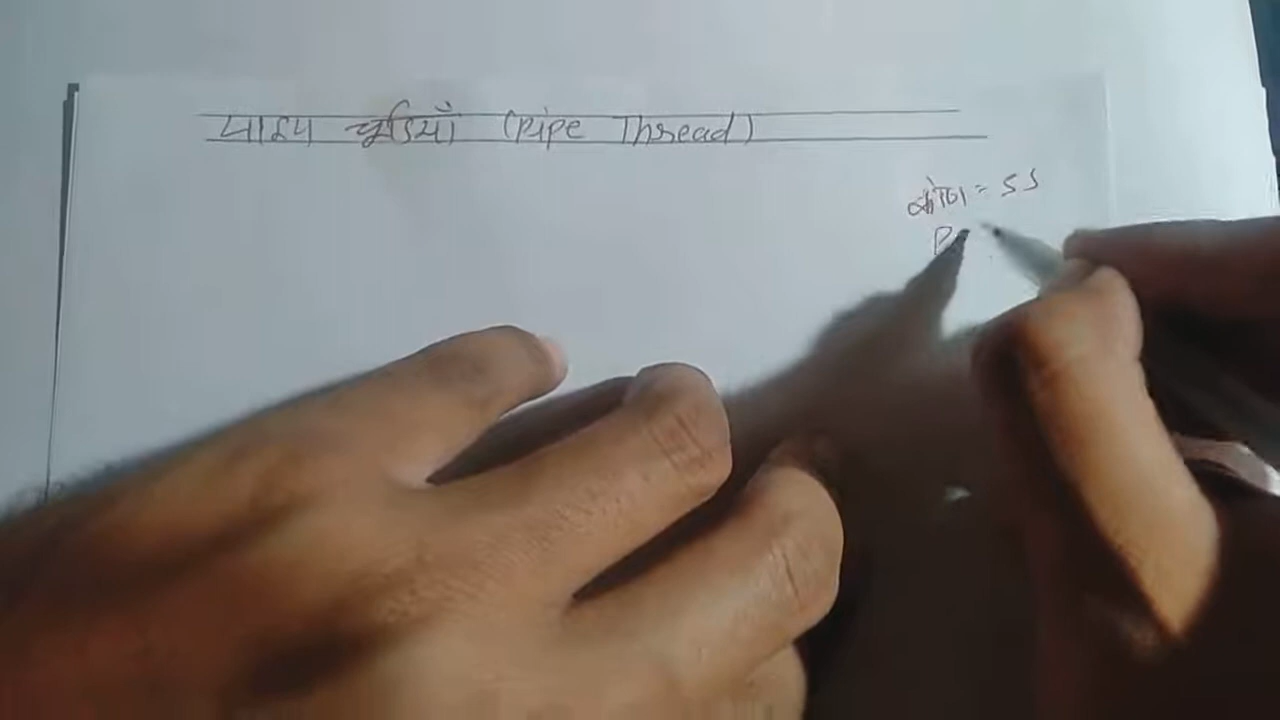 पाइप चूड़ियाँ (Pipe Thread)
कोण = 55
P